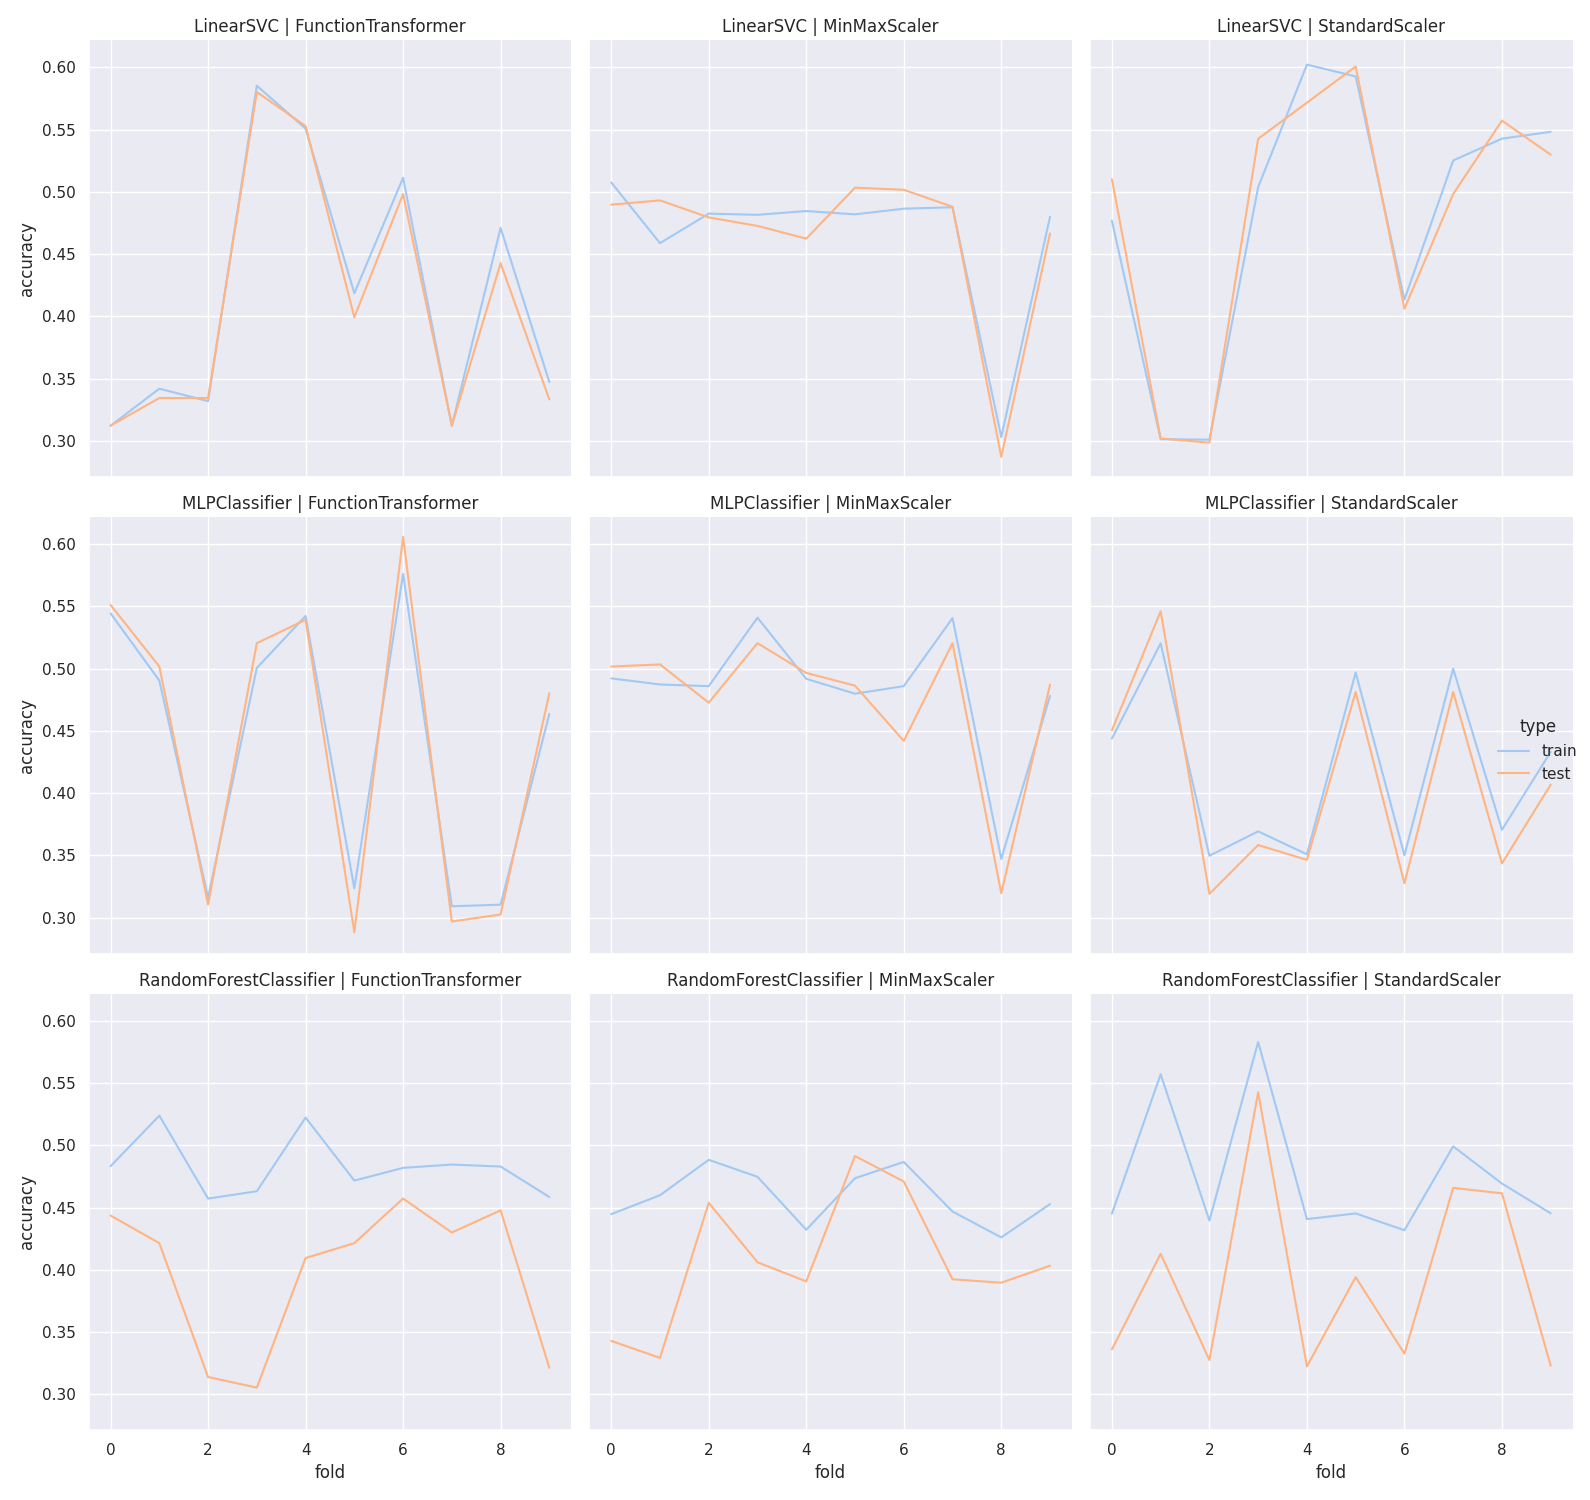 LinearSVC | FunctionTransformer
LinearSVC | MinMaxScaler
LinearSVC | StandardScaler
0.60
0.55
0.50
0.45
0.40
0.35
0.30
accuracy
MLPClassifier | FunctionTransformer
MLPClassifier | MinMaxScaler
MLPClassifier | StandardScaler
0.60
0.55
0.50
0.45
0.40
0.35
0.30
accuracy
type
train
test
RandomForestClassifier | FunctionTransformer
RandomForestClassifier | MinMaxScaler
RandomForestClassifier | StandardScaler
0.60
0.55
0.50
0.45
0.40
0.35
0.30
accuracy
0 2 4 6 8
0 2 4 6 8
0 2 4 6 8
fold
fold
fold